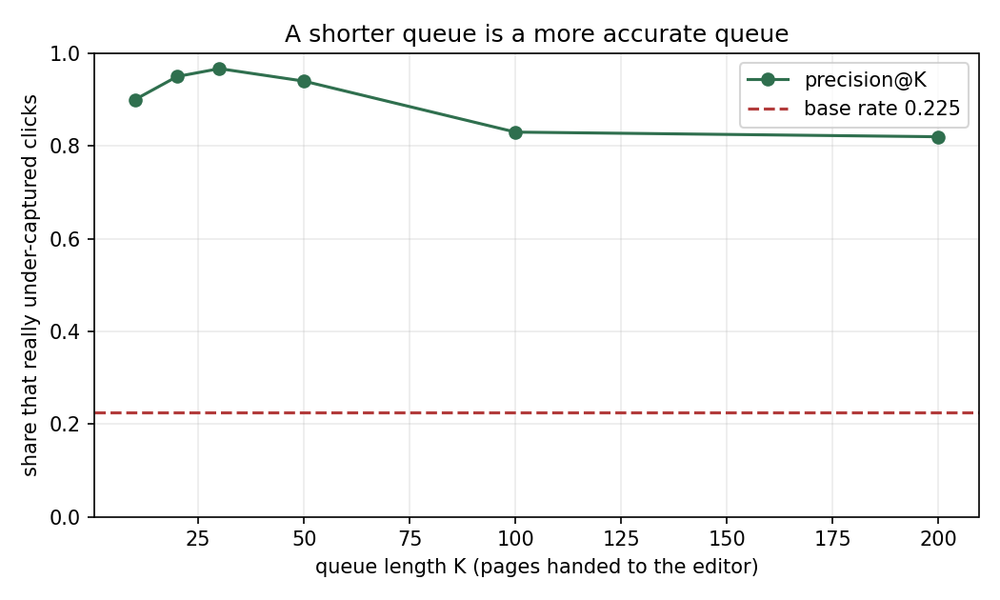 A shorter queue is a more accurate queue
precision@K
base rate 0.225
share that really under-captured clicks
1.0
0.8
0.6
0.4
0.2
0.0
25 50 75 100 125 150 175 200
queue length K (pages handed to the editor)